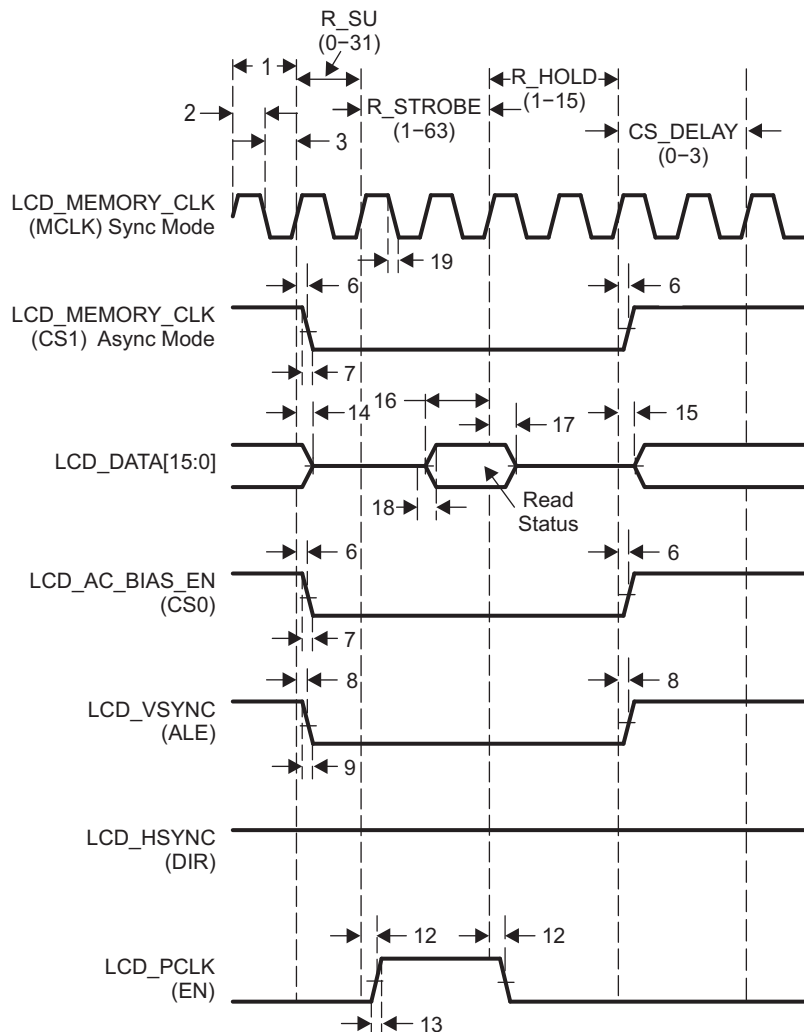 R_SU
(0−31)
1
R_HOLD
(1−15)
2
R_STROBE
(1−63)
CS_DELAY
(0−3)
3
LCD_MEMORY_CLK
(MCLK) Sync Mode
19
6
6
LCD_MEMORY_CLK
(CS1) Async Mode
7
16
14
17
15
LCD_DATA[15:0]
18
Read
Status
6
6
LCD_AC_BIAS_EN
(CS0)
7
8
8
LCD_VSYNC
(ALE)
9
LCD_HSYNC
(DIR)
12
12
LCD_PCLK
(EN)
13